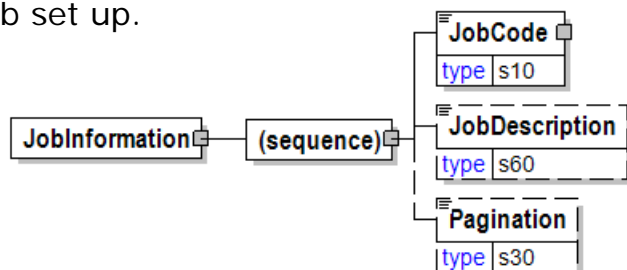 b set up.
JobCode
type s10
JobInformation
(sequence)
JobDescription
type s60
Pagination
type s30